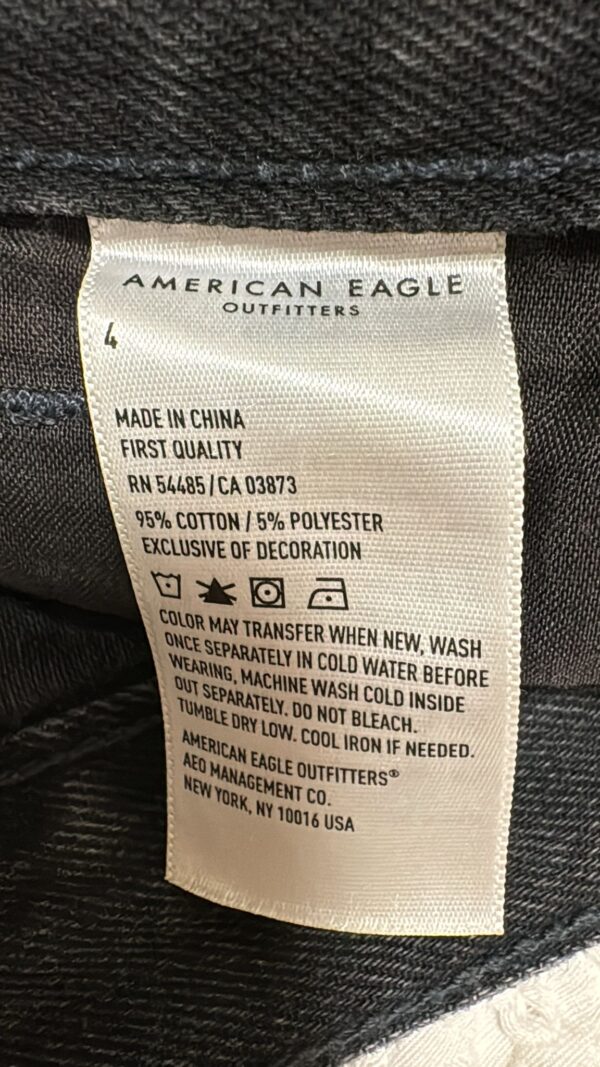 AMERICAN EAGLE
OUTFITTERS
4
MADE IN CHINA
FIRST QUALITY
RN 54485 / CA 03873
95% COTTON / 5% POLYESTER
EXCLUSIVE OF DECORATION
COLOR MAY TRANSFER WHEN NEW, WASH
ONCE SEPARATELY IN COLD WATER BEFORE
WEARING, MACHINE WASH COLD INSIDE
OUT SEPARATELY. DO NOT BLEACH.
TUMBLE DRY LOW. COOL IRON IF NEEDED.
AMERICAN EAGLE OUTFITTERS®
AEO MANAGEMENT CO.
NEW YORK, NY 10016 USA